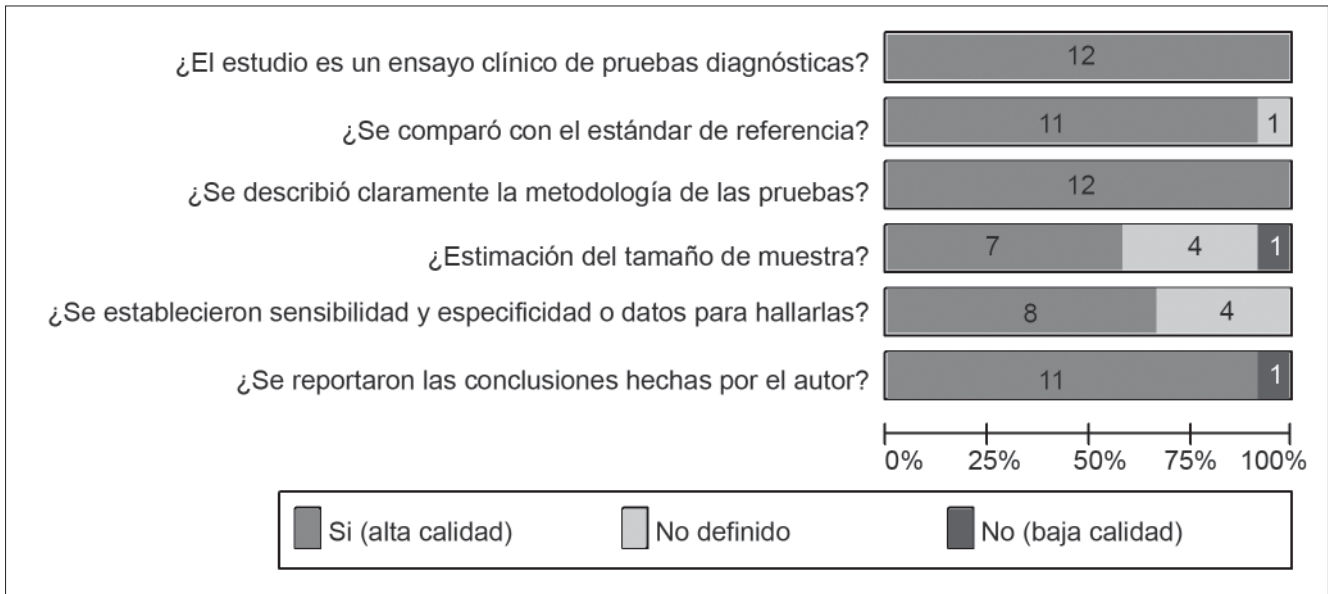 ¿El estudio es un ensayo clínico de pruebas diagnósticas? 12
¿Se comparó con el estándar de referencia? 11 1
¿Se describió claramente la metodología de las pruebas? 12
¿Estimación del tamaño de muestra? 7 4 1
¿Se establecieron sensibilidad y especificidad o datos para hallarlas? 8 4
¿Se reportaron las conclusiones hechas por el autor? 11 1
0% 25% 50% 75% 100%
Si (alta calidad) No definido No (baja calidad)